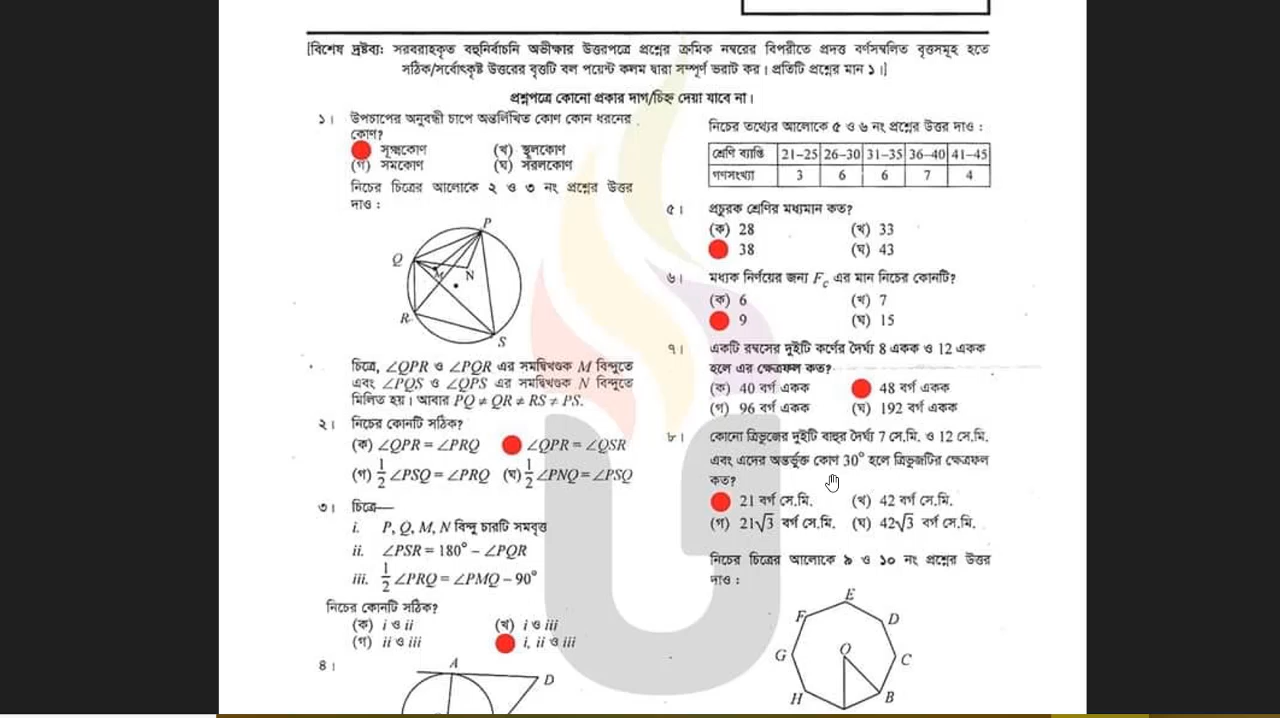 [বিশেষ দ্রষ্টব্য: সরবরাহকৃত বহুনির্বাচনি অভীক্ষার উত্তরপত্রে প্রশ্নের ক্রমিক নম্বরের বিপরীতে প্রদত্ত বর্ণসম্বলিত বৃত্তসমূহ হতে
সঠিক/সর্বোৎকৃষ্ট উত্তরের বৃত্তটি বল পয়েন্ট কলম দ্বারা সম্পূর্ণ ভরাট কর। প্রতিটি প্রশ্নের মান ১।]
প্রশ্নপত্রে কোনো প্রকার দাগ/চিহ্ন দেয়া যাবে না।
১। উপচাপের অনুবন্ধী চাপে অন্তর্লিখিত কোণ কোন ধরনের
কোণ?
সূক্ষ্মকোণ (খ) স্থূলকোণ
(গ) সমকোণ (ঘ) সরলকোণ
নিচের চিত্রের আলোকে ২ ও ৩ নং প্রশ্নের উত্তর
দাও :
P
Q
M N
R
S
চিত্রে, ∠QPR ও ∠PQR এর সমদ্বিখণ্ডক M বিন্দুতে
এবং ∠PQS ও ∠QPS এর সমদ্বিখণ্ডক N বিন্দুতে
মিলিত হয়। আবার PQ ≠ QR ≠ RS ≠ PS.
২। নিচের কোনটি সঠিক?
(ক) ∠QPR = ∠PRQ ∠QPR = ∠QSR
(গ) 1/2 ∠PSQ = ∠PRQ (ঘ) 1/2 ∠PNQ = ∠PSQ
৩। চিত্রে—
i. P, Q, M, N বিন্দু চারটি সমবৃত্ত
ii. ∠PSR = 180° – ∠PQR
iii. 1/2 ∠PRQ = ∠PMQ – 90°
নিচের কোনটি সঠিক?
(ক) i ও ii (খ) i ও iii
(গ) ii ও iii i, ii ও iii
৪।
A
D
নিচের তথ্যের আলোকে ৫ ও ৬ নং প্রশ্নের উত্তর দাও :
শ্রেণি ব্যাপ্তি 21–25 26–30 31–35 36–40 41–45
গণসংখ্যা 3 6 6 7 4
৫। প্রচুরক শ্রেণির মধ্যমান কত?
(ক) 28 (খ) 33
38 (ঘ) 43
৬। মধ্যক নির্ণয়ের জন্য Fc এর মান নিচের কোনটি?
(ক) 6 (খ) 7
9 (ঘ) 15
৭। একটি রম্বসের দুইটি কর্ণের দৈর্ঘ্য 8 একক ও 12 একক
হলে এর ক্ষেত্রফল কত?
(ক) 40 বর্গ একক 48 বর্গ একক
(গ) 96 বর্গ একক (ঘ) 192 বর্গ একক
৮। কোনো ত্রিভুজের দুইটি বাহুর দৈর্ঘ্য 7 সে.মি. ও 12 সে.মি.
এবং এদের অন্তর্ভুক্ত কোণ 30° হলে ত্রিভুজটির ক্ষেত্রফল
কত?
21 বর্গ সে.মি. (খ) 42 বর্গ সে.মি.
(গ) 21√3 বর্গ সে.মি. (ঘ) 42√3 বর্গ সে.মি.
নিচের চিত্রের আলোকে ৯ ও ১০ নং প্রশ্নের উত্তর
দাও :
E
F D
G O C
H B